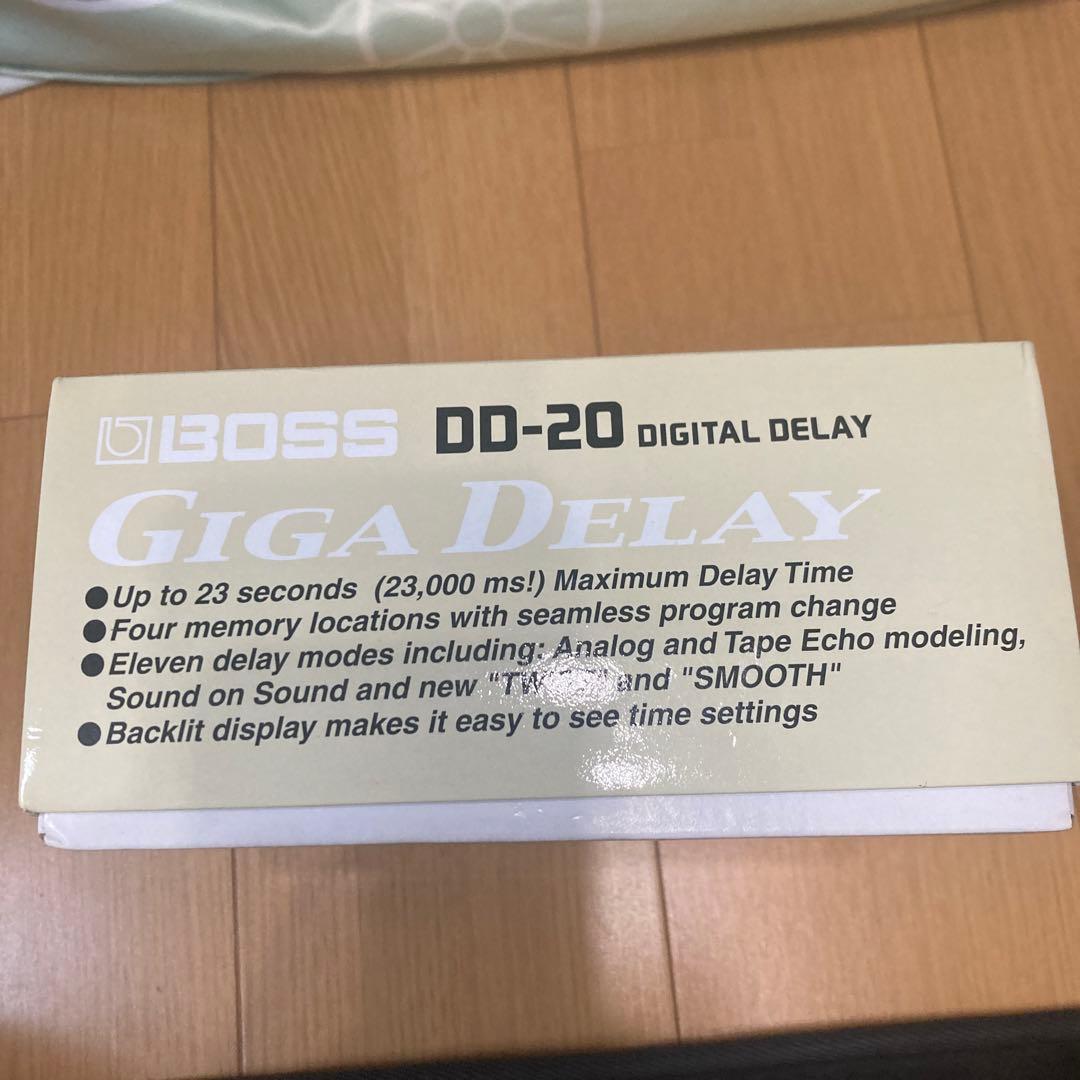 BOSS DD-20 DIGITAL DELAY
GIGA DELAY
●Up to 23 seconds (23,000 ms!) Maximum Delay Time
●Four memory locations with seamless program change
●Eleven delay modes including: Analog and Tape Echo modeling,
Sound on Sound and new and "SMOOTH"
●Backlit display makes it easy to see time settings